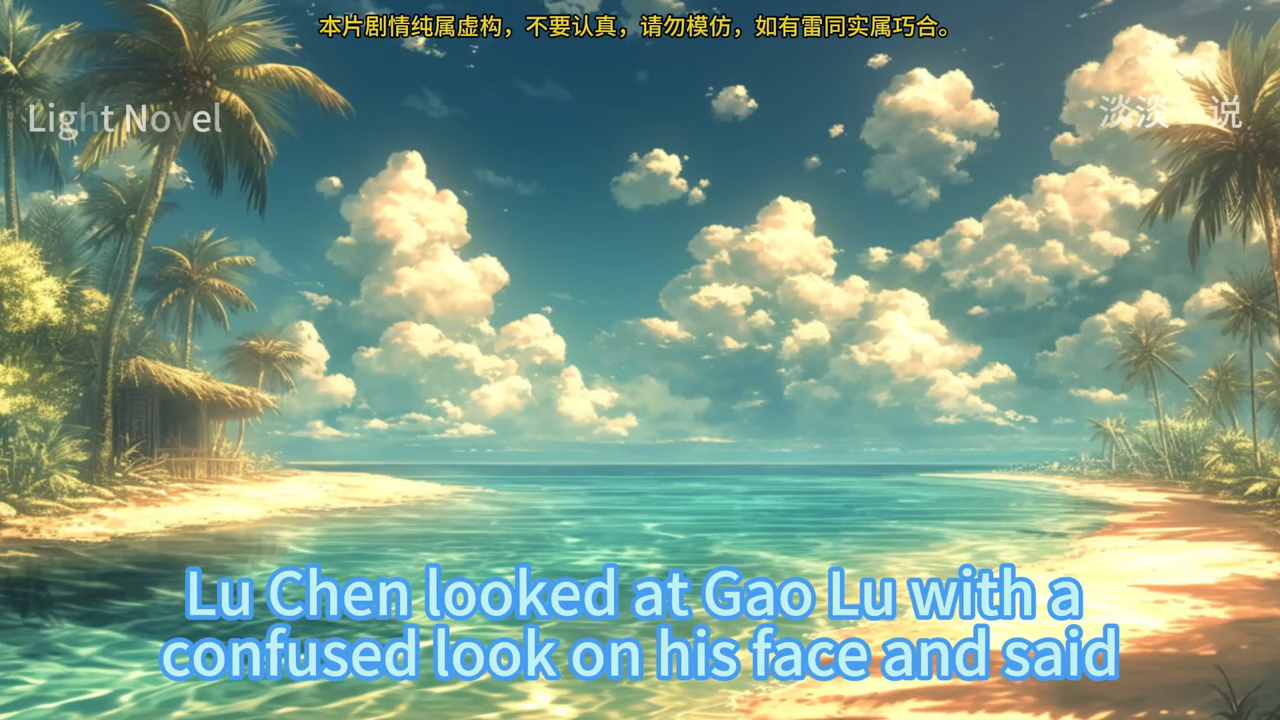 本片剧情纯属虚构，不要认真，请勿模仿，如有雷同实属巧合。
Light Novel
淡淡 说
Lu Chen looked at Gao Lu with a
confused look on his face and said